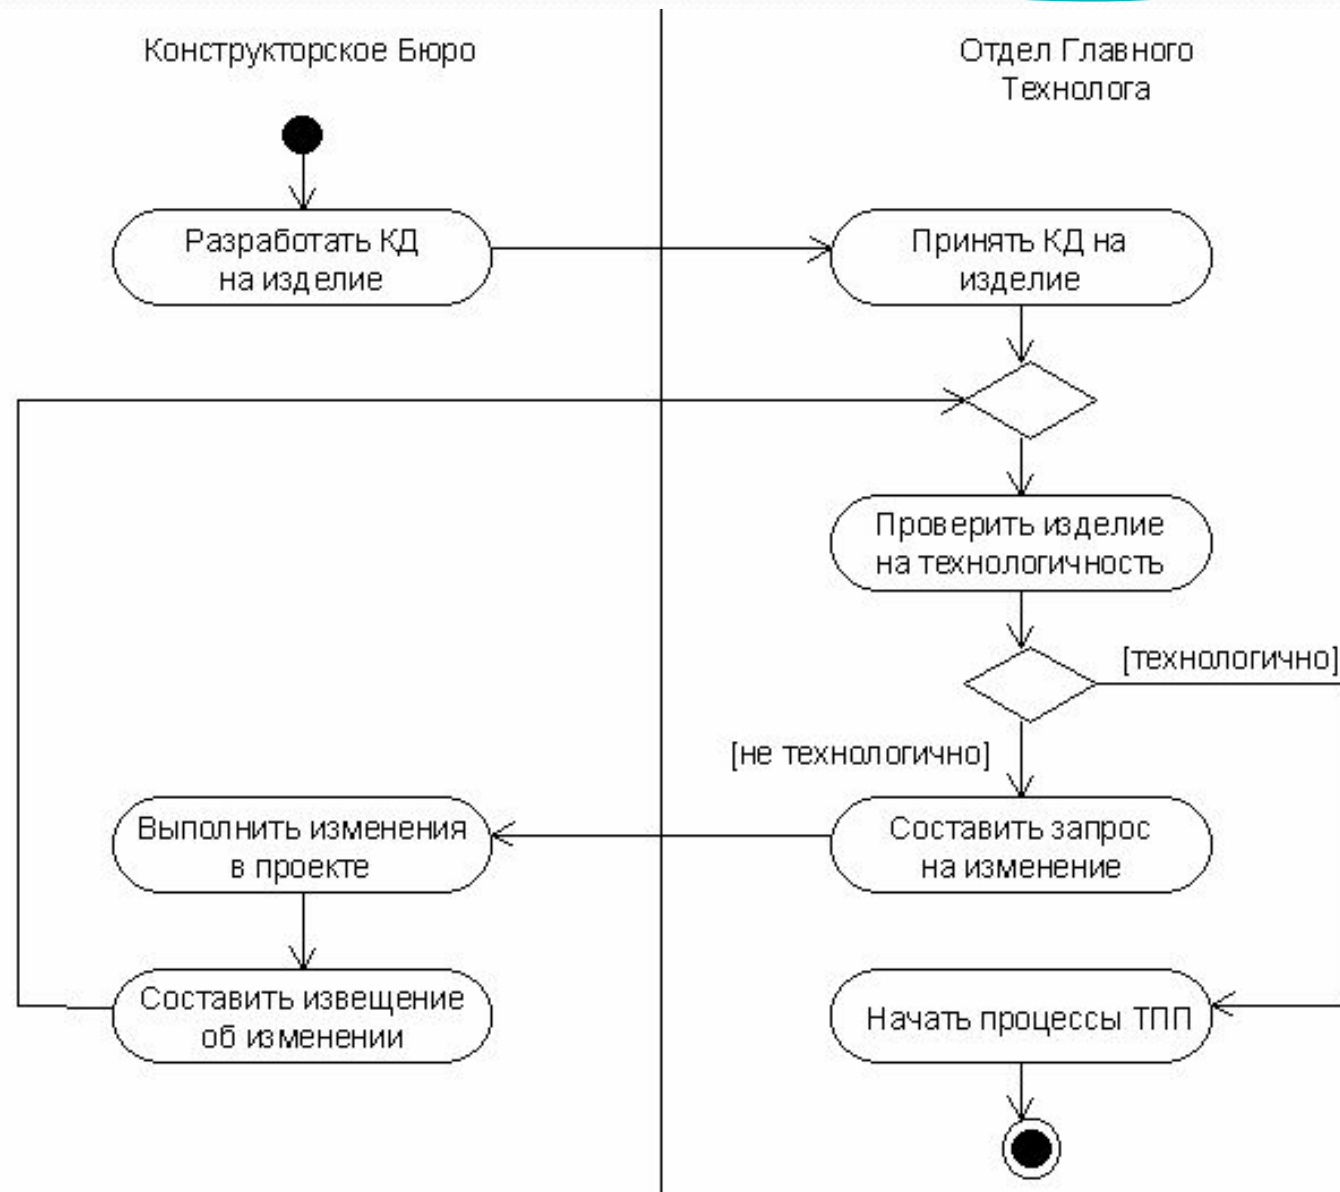 Конструкторское Бюро
Отдел Главного
Технолога
Разработать КД
на изделие
Принять КД на
изделие
Проверить изделие
на технологичность
[технологично]
[не технологично]
Выполнить изменения
в проекте
Составить запрос
на изменение
Составить извещение
об изменении
Начать процессы ТПП